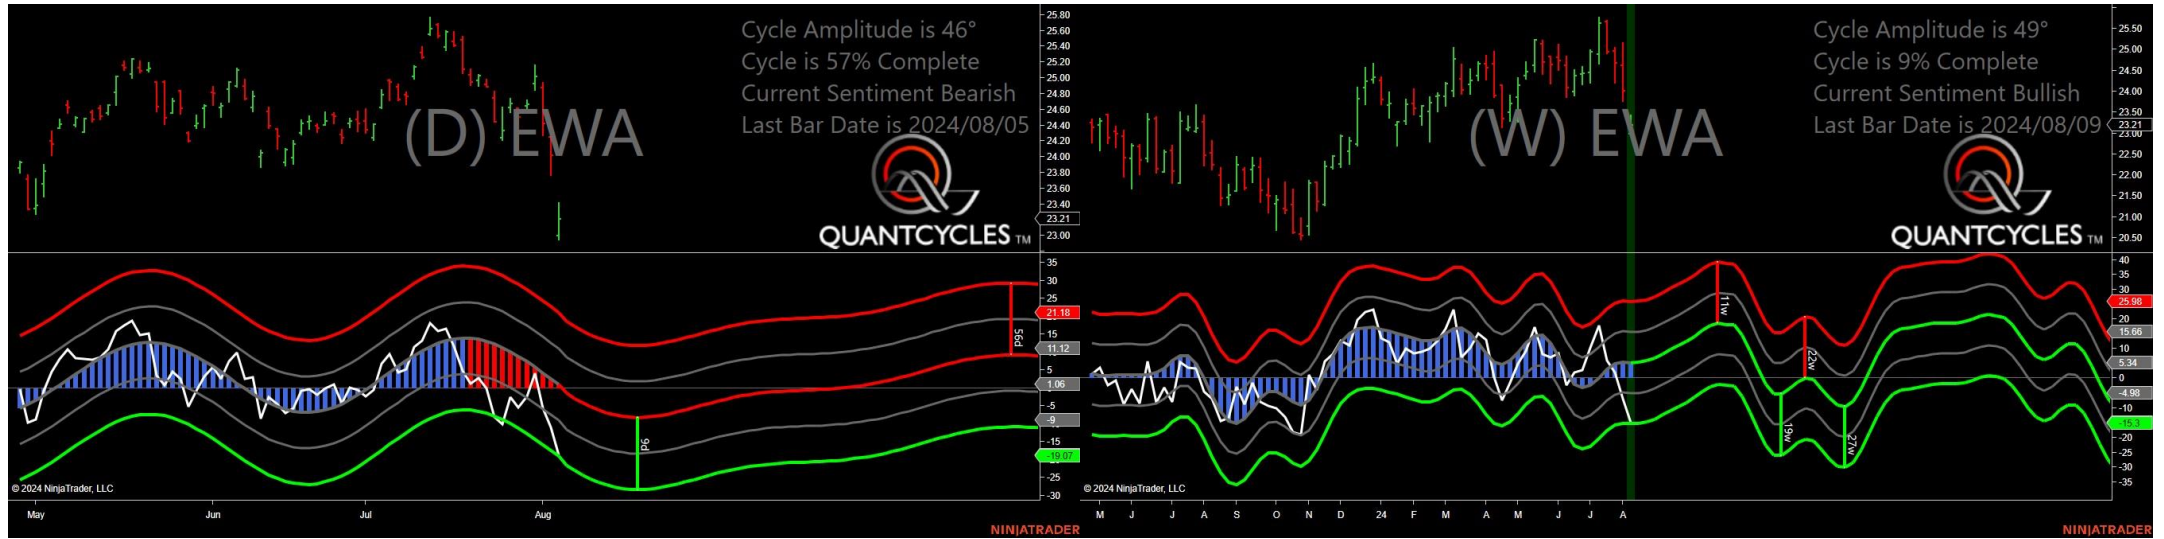 Cycle Amplitude is 46°
Cycle is 57% Complete
Current Sentiment Bearish
Last Bar Date is 2024/08/05
(D) EWA
QUANTCYCLES TM
25.80
25.60
25.40
25.20
25.00
24.80
24.60
24.40
24.20
24.00
23.80
23.60
23.40
23.21
23.00
35
30
25
21.18
15
11.12
5
1.06
-5
-9
-15
-19.07
-25
-30
56d
9d
© 2024 NinjaTrader, LLC
May Jun Jul Aug
NINJATRADER
Cycle Amplitude is 49°
Cycle is 9% Complete
Current Sentiment Bullish
Last Bar Date is 2024/08/09
(W) EWA
QUANTCYCLES TM
25.50
25.00
24.50
24.00
23.50
23.21
23.00
22.50
22.00
21.50
21.00
20.50
40
35
30
25.98
20
15.66
10
5.34
0
-4.98
-10
-15.3
-20
-25
-30
-35
11w
22w
19w
27w
© 2024 NinjaTrader, LLC
M J J A S O N D 24 F M A M J J A
NINJATRADER